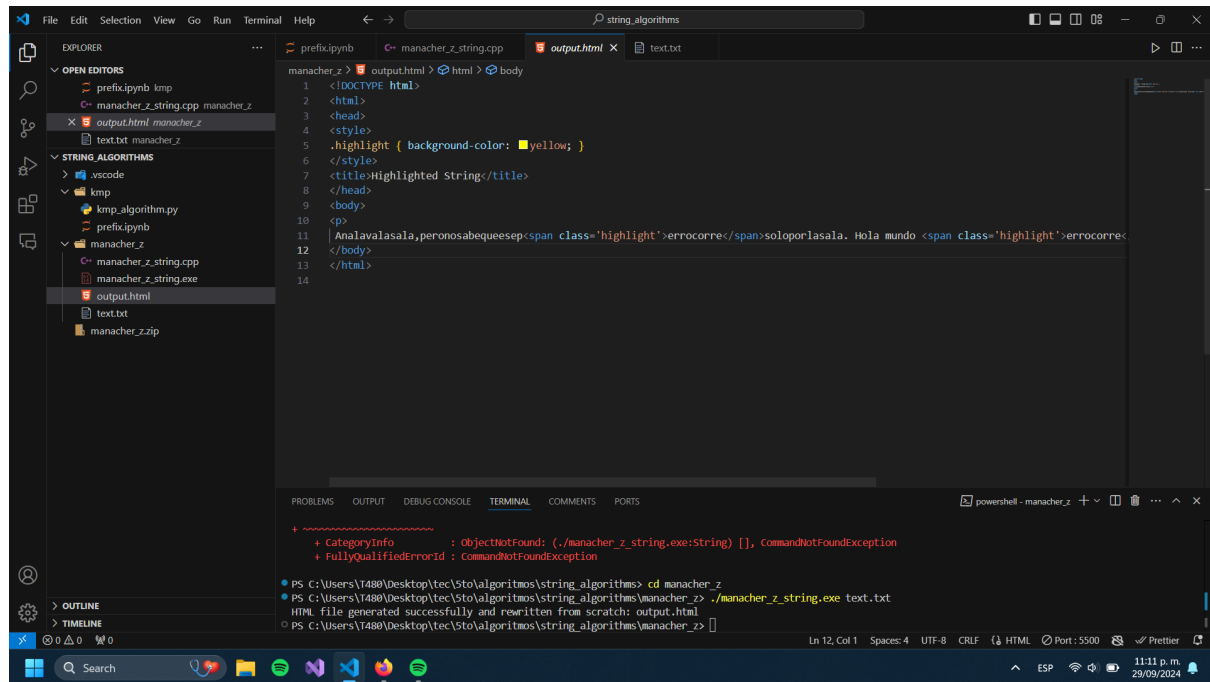 File Edit Selection View Go Run Terminal Help
string_algorithms
EXPLORER
OPEN EDITORS
prefix.ipynb kmp
manacher_z_string.cpp manacher_z
output.html manacher_z
text.txt manacher_z
STRING_ALGORITHMS
.vscode
kmp
kmp_algorithm.py
prefix.ipynb
manacher_z
manacher_z_string.cpp
manacher_z_string.exe
output.html
text.txt
manacher_z.zip
OUTLINE
TIMELINE
prefix.ipynb manacher_z_string.cpp output.html text.txt
manacher_z > output.html > html > body
1 <!DOCTYPE html>
2 <html>
3 <head>
4 <style>
5 .highlight { background-color: yellow; }
6 </style>
7 <title>Highlighted String</title>
8 </head>
9 <body>
10 <p>
11 Analavalasala,peronosabequeesep<span class='highlight'>errocorre</span>soloporlasala. Hola mundo <span class='highlight'>errocorre<
12 </body>
13 </html>
14
PROBLEMS OUTPUT DEBUG CONSOLE TERMINAL COMMENTS PORTS
powershell - manacher_z
+ ~~~~~~~~~~~~~~~~~~~~~~~
+ CategoryInfo : ObjectNotFound: (./manacher_z_string.exe:String) [], CommandNotFoundException
+ FullyQualifiedErrorId : CommandNotFoundException
PS C:\Users\T480\Desktop\tec\5to\algoritmos\string_algorithms> cd manacher_z
PS C:\Users\T480\Desktop\tec\5to\algoritmos\string_algorithms\manacher_z> ./manacher_z_string.exe text.txt
HTML file generated successfully and rewritten from scratch: output.html
PS C:\Users\T480\Desktop\tec\5to\algoritmos\string_algorithms\manacher_z>
0 0 0 Ln 12, Col 1 Spaces: 4 UTF-8 CRLF HTML Port : 5500 Prettier
Search
ESP
11:11 p. m.
29/09/2024